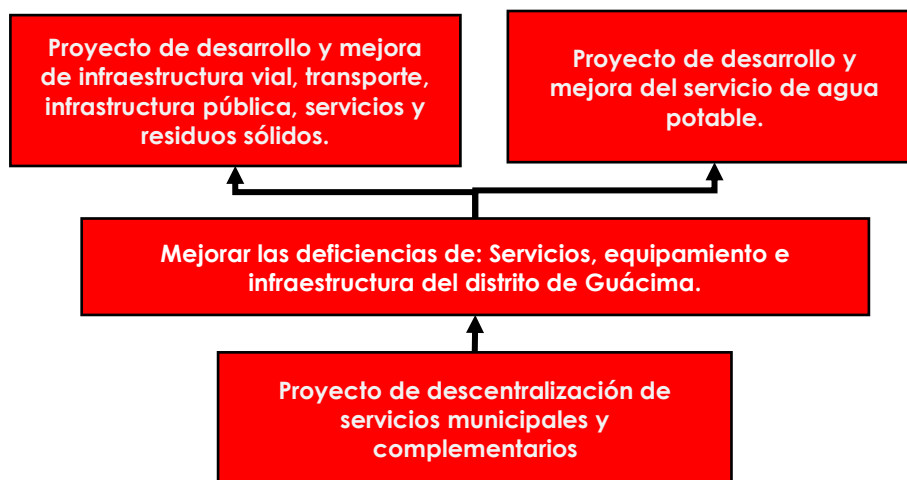 Proyecto de desarrollo y mejora
de infraestructura vial, transporte,
infrastructura pública, servicios y
residuos sólidos.
Proyecto de desarrollo y
mejora del servicio de agua
potable.
Mejorar las deficiencias de: Servicios, equipamiento e
infraestructura del distrito de Guácima.
Proyecto de descentralización de
servicios municipales y
complementarios